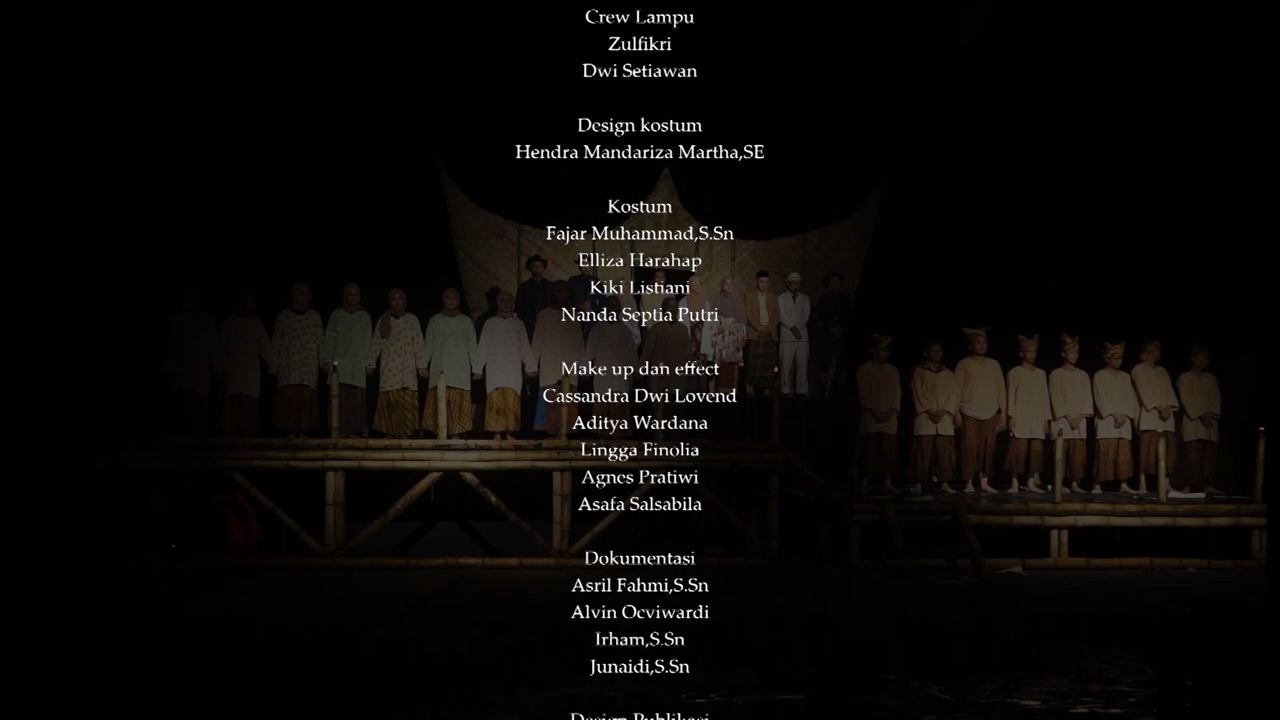 Crew Lampu
Zulfikri
Dwi Setiawan
Design kostum
Hendra Mandariza Martha,SE
Kostum
Fajar Muhammad,S.Sn
Elliza Harahap
Kiki Listiani
Nanda Septia Putri
Make up dan effect
Cassandra Dwi Lovend
Aditya Wardana
Lingga Finolia
Agnes Pratiwi
Asafa Salsabila
Dokumentasi
Asril Fahmi,S.Sn
Alvin Ocviwardi
Irham,S.Sn
Junaidi,S.Sn
Design Publikasi